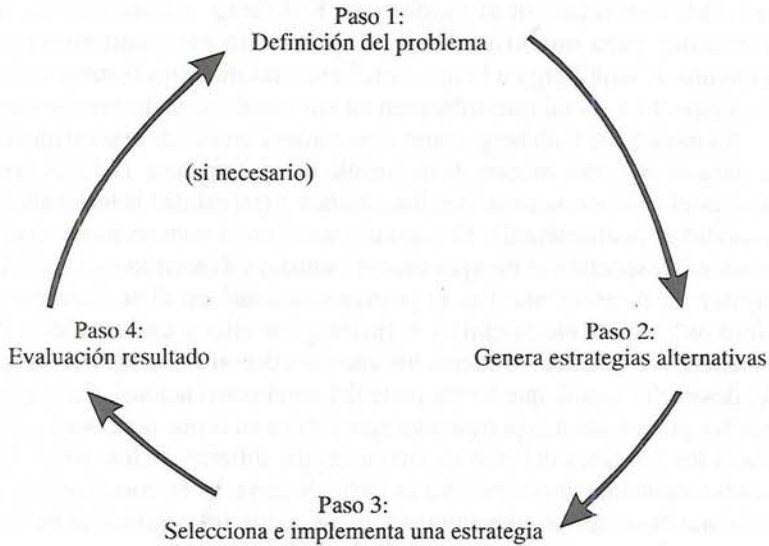 Paso 1:
Definición del problema
(si necesario)
Paso 4:
Evaluación resultado
Paso 2:
Genera estrategias alternativas
Paso 3:
Selecciona e implementa una estrategia